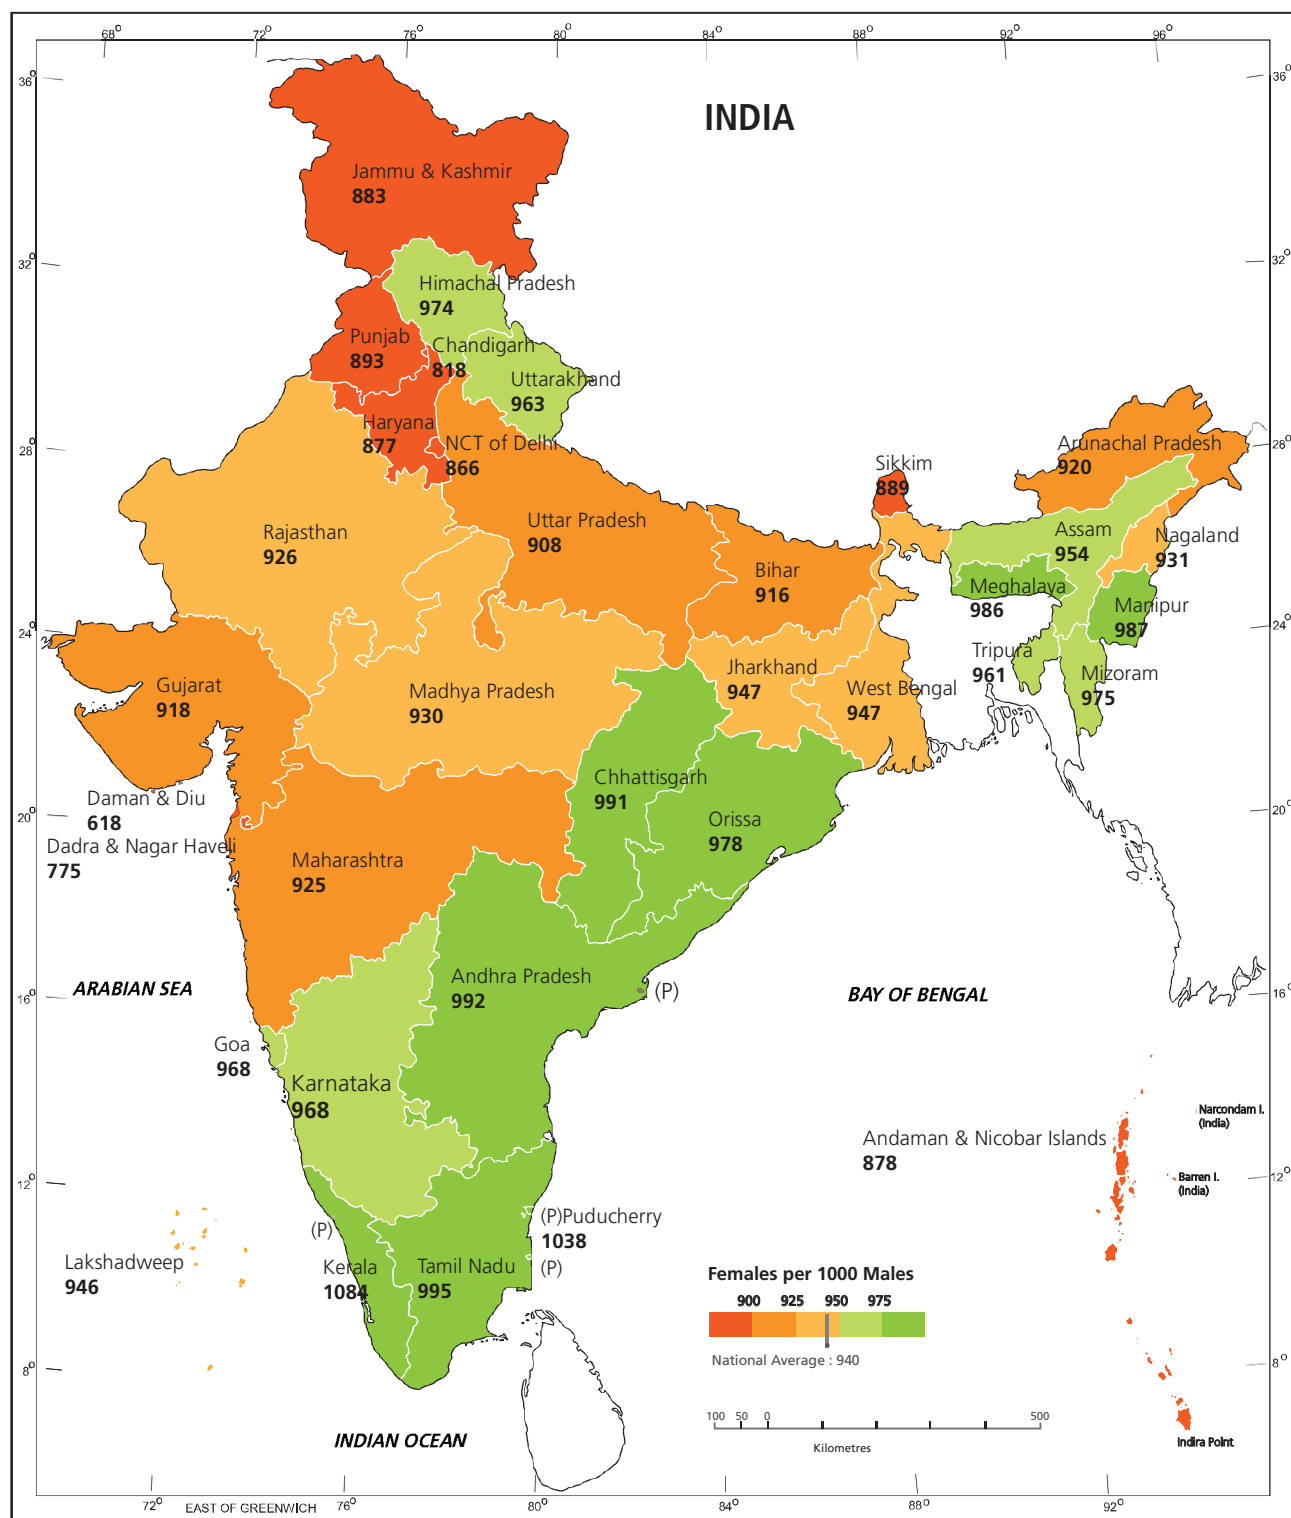 68° 72° 76° 80° 84° 88° 92° 96°
36° 36°
INDIA
Jammu & Kashmir
883
32° 32°
Himachal Pradesh
974
Punjab
893
Chandigarh
818
Uttarakhand
963
Haryana
877
NCT of Delhi
866
28° 28°
Arunachal Pradesh
920
Sikkim
889
Rajasthan
926
Uttar Pradesh
908
Assam
954
Nagaland
931
Bihar
916
Meghalaya
986
Manipur
987
24° 24°
Tripura
961
Mizoram
975
Gujarat
918
Madhya Pradesh
930
Jharkhand
947
West Bengal
947
Chhattisgarh
991
Daman & Diu
618
20° 20°
Orissa
978
Dadra & Nagar Haveli
775
Maharashtra
925
Andhra Pradesh
992
(P)
ARABIAN SEA
BAY OF BENGAL
16° 16°
Goa
968
Karnataka
968
Narcondam I.
(India)
Andaman & Nicobar Islands
878
Barren I.
(India)
12° 12°
(P)
(P)Puducherry
1038
(P)
Lakshadweep
946
Kerala
1084
Tamil Nadu
995
Females per 1000 Males
900 925 950 975
National Average : 940
8° 8°
100 50 0 500
Kilometres
INDIAN OCEAN
Indira Point
72° EAST OF GREENWICH 76° 80° 84° 88° 92°